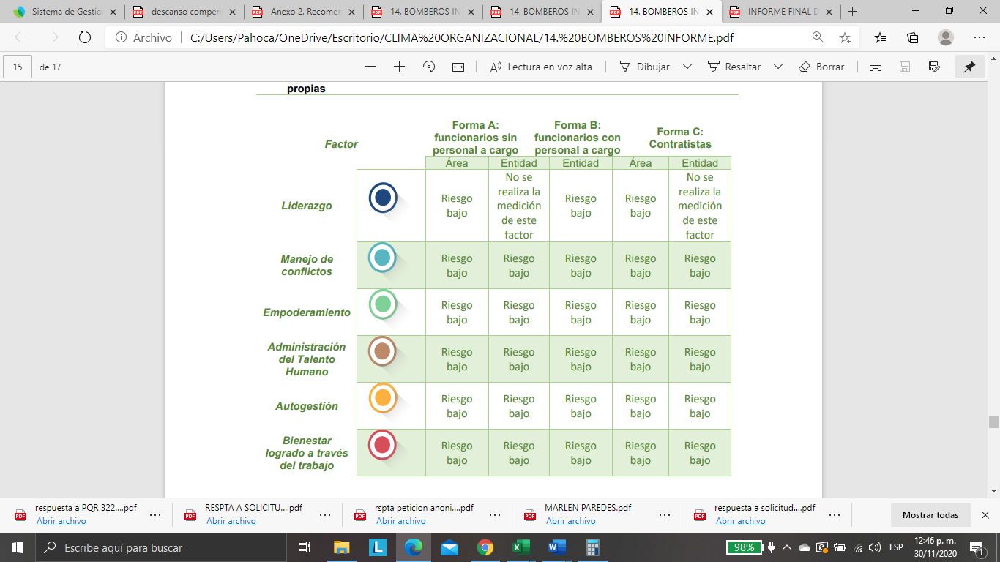 Sistema de Gestio
descanso compen
Anexo 2. Recomen
14. BOMBEROS IN
14. BOMBEROS IN
14. BOMBEROS IN
INFORME FINAL D
Archivo
C:/Users/Pahoca/OneDrive/Escritorio/CLIMA%20ORGANIZACIONAL/14.%20BOMBEROS%20INFORME.pdf
15 de 17
Lectura en voz alta
Dibujar
Resaltar
Borrar
propias
Factor
Forma A:
funcionarios sin
personal a cargo
Forma B:
funcionarios con
personal a cargo
Forma C:
Contratistas
Área Entidad Entidad Área Entidad
Liderazgo
Riesgo
bajo
No se
realiza la
medición
de este
factor
Riesgo
bajo
Riesgo
bajo
No se
realiza la
medición
de este
factor
Manejo de
conflictos
Riesgo Riesgo Riesgo Riesgo Riesgo
bajo bajo bajo bajo bajo
Empoderamiento
Riesgo Riesgo Riesgo Riesgo Riesgo
bajo bajo bajo bajo bajo
Administración
del Talento
Humano
Riesgo Riesgo Riesgo Riesgo Riesgo
bajo bajo bajo bajo bajo
Autogestión
Riesgo Riesgo Riesgo Riesgo Riesgo
bajo bajo bajo bajo bajo
Bienestar
logrado a través
del trabajo
Riesgo Riesgo Riesgo Riesgo Riesgo
bajo bajo bajo bajo bajo
respuesta a PQR 322....pdf
Abrir archivo
RESPTA A SOLICITU....pdf
Abrir archivo
rspta peticion anoni....pdf
Abrir archivo
MARLEN PAREDES.pdf
Abrir archivo
respuesta a solicitud....pdf
Abrir archivo
Mostrar todas
Escribe aquí para buscar
98%
ESP
12:46 p. m.
30/11/2020
1